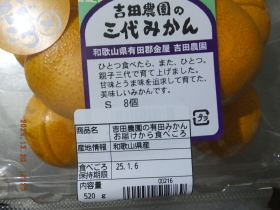 吉田農園の
三代みかん
和歌山県有田郡金屋 吉田農園
ひとつ食べたら、また、ひとつ。
親子三代で育て上げました。
甘味とうま味を追求して育てた、
美味しいみかんです。
S 8個
プラ
商品名 吉田農園の有田みかん
お届けから食べごろ
産地情報 和歌山県産
食べごろ
保持期限 25.1.6
00216
内容量 520 g